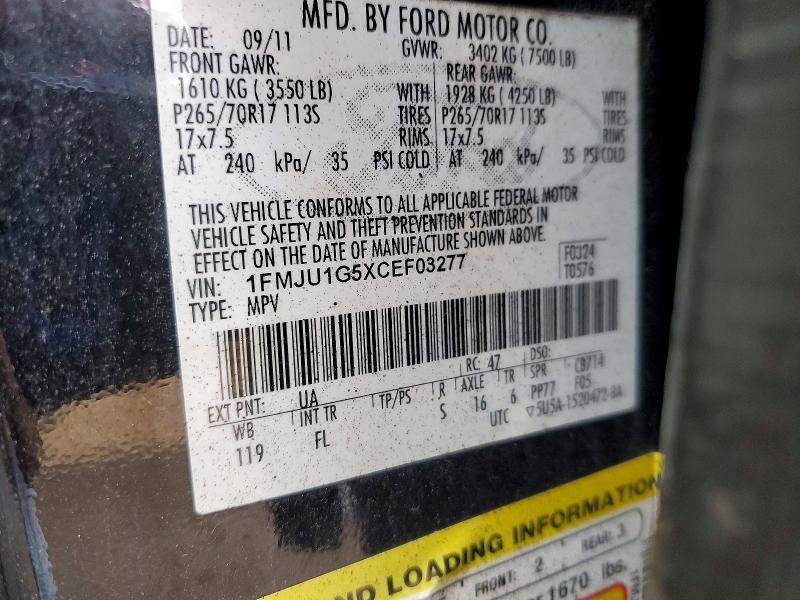 MFD. BY FORD MOTOR CO.
DATE: 09/11 GVWR: 3402 KG ( 7500 LB)
FRONT GAWR: REAR GAWR:
1610 KG ( 3550 LB) WITH 1928 KG ( 4250 LB) WITH
P265/70R17 113S TIRES P265/70R17 113S TIRES
17x7.5 RIMS 17x7.5 RIMS
AT 240 kPa/ 35 PSI COLD AT 240 kPa/ 35 PSI COLD
THIS VEHICLE CONFORMS TO ALL APPLICABLE FEDERAL MOTOR
VEHICLE SAFETY AND THEFT PREVENTION STANDARDS IN
EFFECT ON THE DATE OF MANUFACTURE SHOWN ABOVE.
VIN: 1FMJU1G5XCEF03277 F0324
TYPE: MPV T0576
EXT PNT: UA RC: 47 DSO:
WB INT TR TP/PS R AXLE TR SPR CB714
119 FL S 16 6 PP77 F05
UTC ▽5U5A-1520472-BA
ND LOADING INFORMATION
FRONT: 2 REAR: 3
1670 lbs.